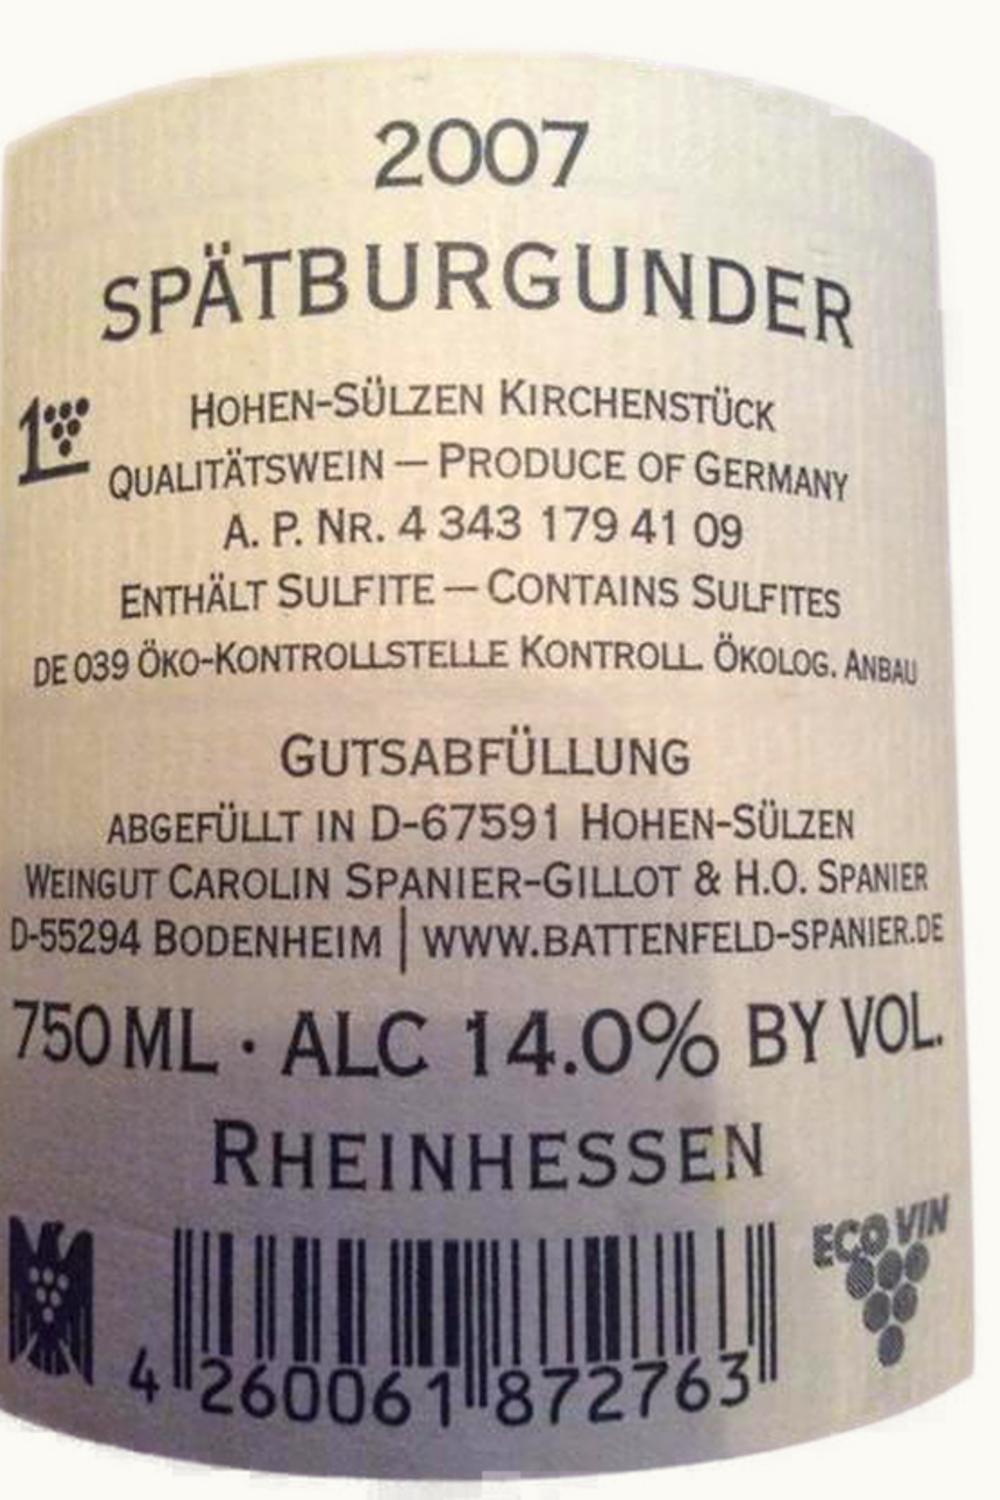 2007
SPÄTBURGUNDER
1
HOHEN-SÜLZEN KIRCHENSTÜCK
QUALITÄTSWEIN — PRODUCE OF GERMANY
A. P. NR. 4 343 179 41 09
ENTHÄLT SULFITE — CONTAINS SULFITES
DE 039 ÖKO-KONTROLLSTELLE KONTROLL. ÖKOLOG. ANBAU
GUTSABFÜLLUNG
ABGEFÜLLT IN D-67591 HOHEN-SÜLZEN
WEINGUT CAROLIN SPANIER-GILLOT & H.O. SPANIER
D-55294 BODENHEIM | WWW.BATTENFELD-SPANIER.DE
750 ML · ALC 14.0% BY VOL.
RHEINHESSEN
ECOVIN
4 260061 872763